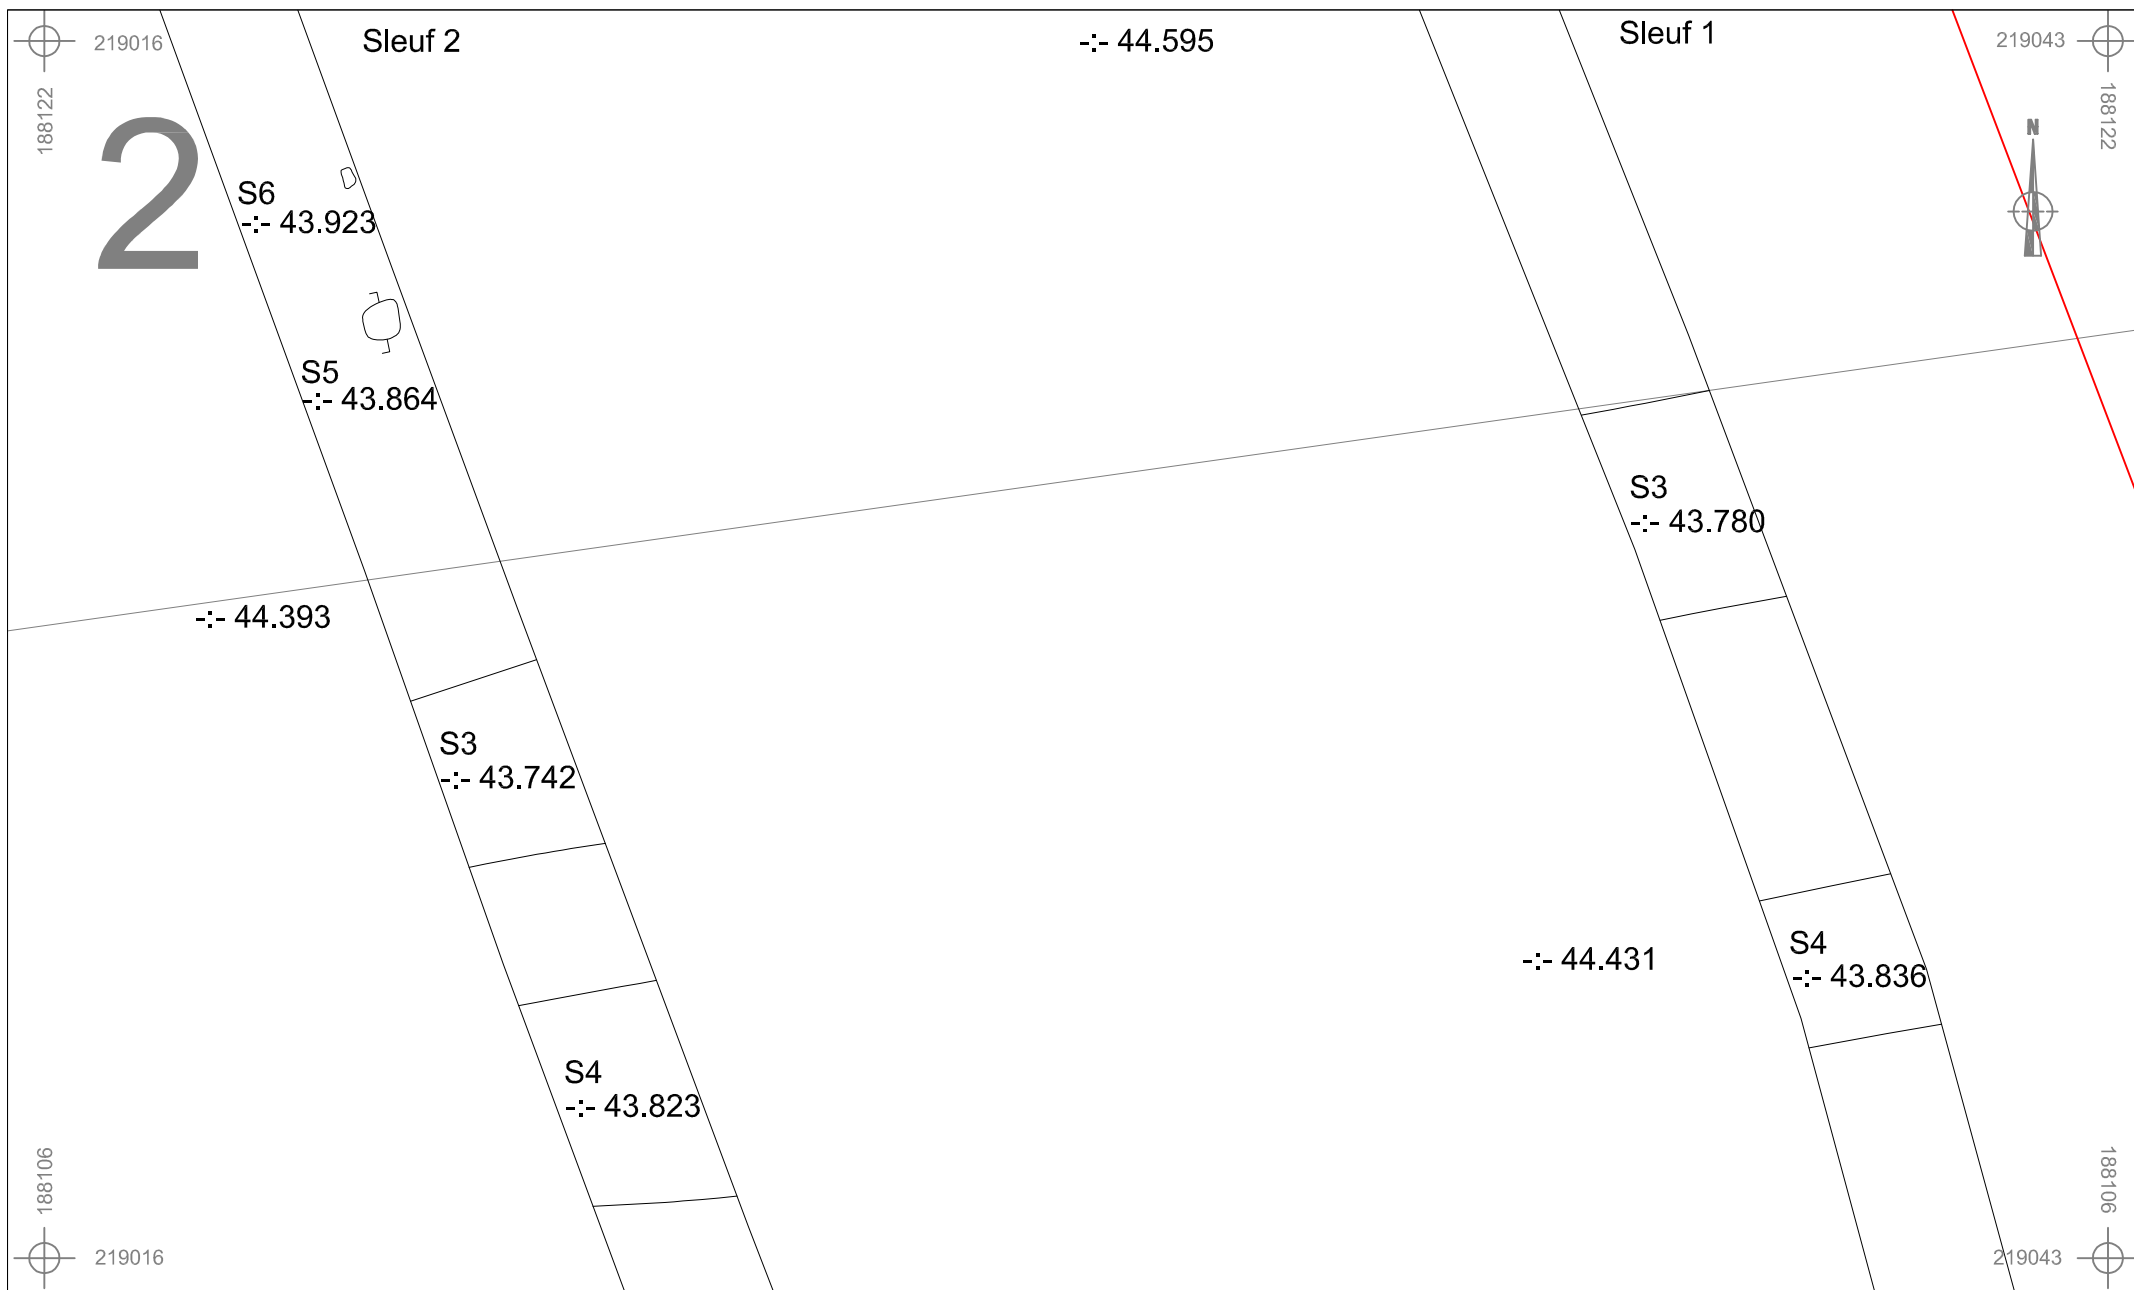 Sleuf 2
-:- 44.595
Sleuf 1
219016
219043
188122
188122
2
N
S6
-:- 43.923
S5
-:- 43.864
S3
-:- 43.780
-:- 44.393
S3
-:- 43.742
S4
-:- 43.836
-:- 44.431
S4
-:- 43.823
188106
188106
219016
219043